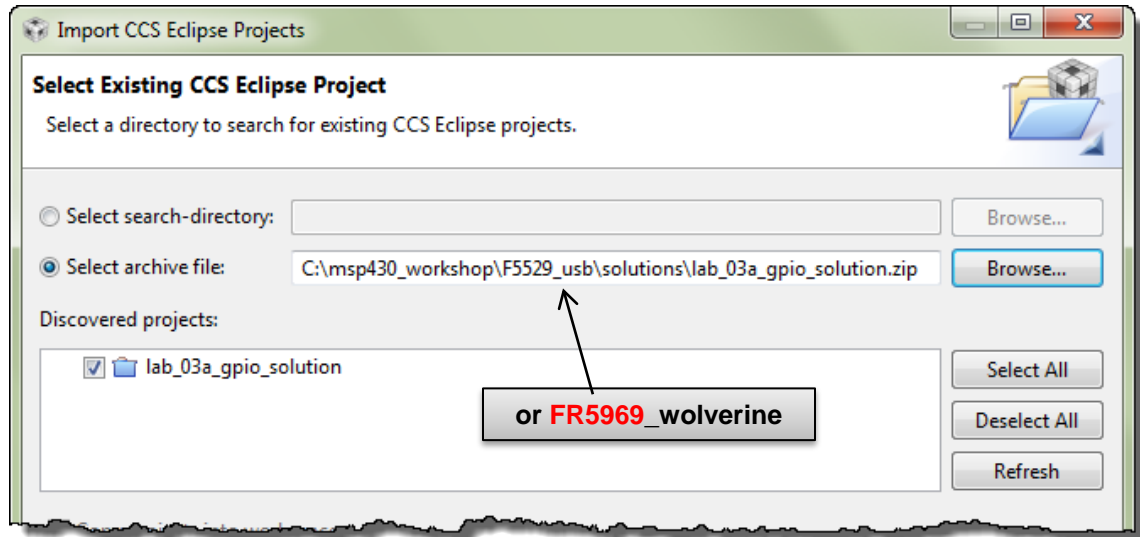 Import CCS Eclipse Projects
Select Existing CCS Eclipse Project
Select a directory to search for existing CCS Eclipse projects.
Select search-directory: Browse...
Select archive file: C:\msp430_workshop\F5529_usb\solutions\lab_03a_gpio_solution.zip Browse...
Discovered projects:
lab_03a_gpio_solution
Select All
or FR5969_wolverine
Deselect All
Refresh